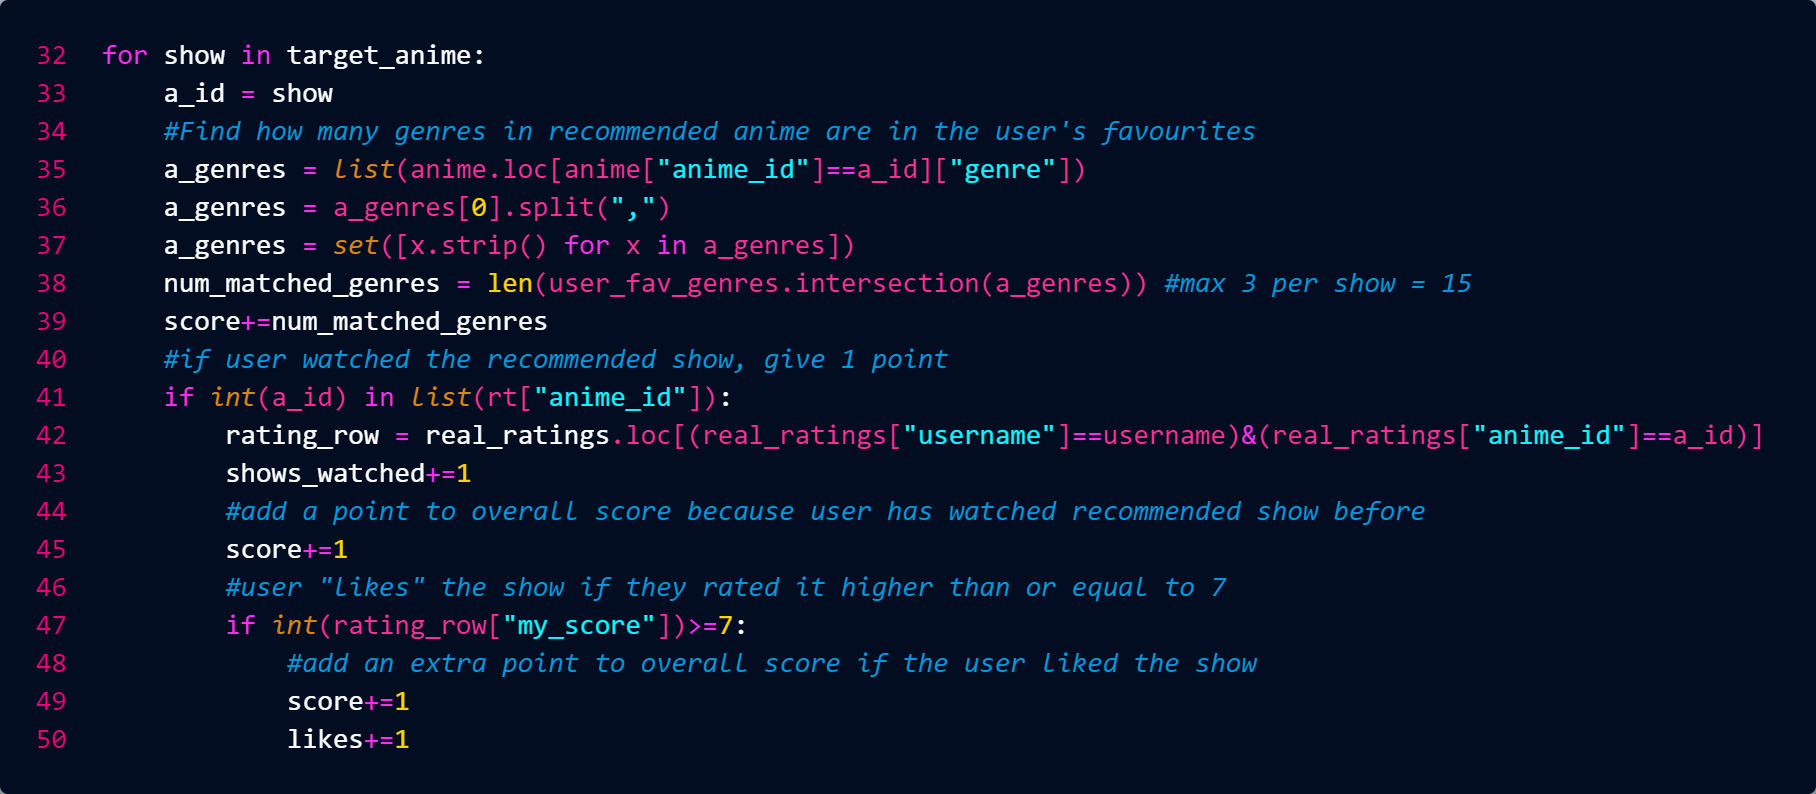 32 for show in target_anime:
33     a_id = show
34     #Find how many genres in recommended anime are in the user's favourites
35     a_genres = list(anime.loc[anime["anime_id"]==a_id]["genre"])
36     a_genres = a_genres[0].split(",")
37     a_genres = set([x.strip() for x in a_genres])
38     num_matched_genres = len(user_fav_genres.intersection(a_genres)) #max 3 per show = 15
39     score+=num_matched_genres
40     #if user watched the recommended show, give 1 point
41     if int(a_id) in list(rt["anime_id"]):
42         rating_row = real_ratings.loc[(real_ratings["username"]==username)&(real_ratings["anime_id"]==a_id)]
43         shows_watched+=1
44         #add a point to overall score because user has watched recommended show before
45         score+=1
46         #user "likes" the show if they rated it higher than or equal to 7
47         if int(rating_row["my_score"])>=7:
48             #add an extra point to overall score if the user liked the show
49             score+=1
50             likes+=1